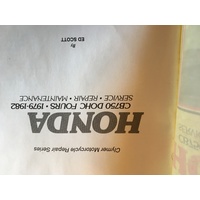 Clymer Motorcycle Repair Series
HONDA
CB750 DOHC FOURS • 1979-1982
SERVICE • REPAIR • MAINTENANCE
By
ED SCOTT